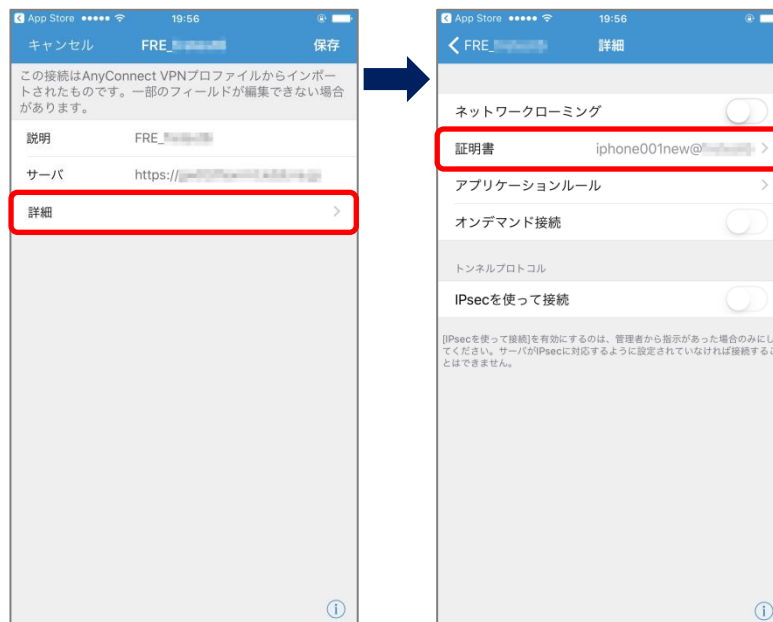 App Store 19:56
キャンセル FRE_ 保存
この接続はAnyConnect VPNプロファイルからインポー
トされたものです。一部のフィールドが編集できない場合
があります。
説明 FRE_
サーバ https://
詳細
App Store 19:56
FRE_ 詳細
ネットワークローミング
証明書 iphone001new@
アプリケーションルール
オンデマンド接続
トンネルプロトコル
IPsecを使って接続
[IPsecを使って接続]を有効にするのは、管理者から指示があった場合のみにし
てください。サーバがIPsecに対応するように設定されていなければ接続するこ
とはできません。